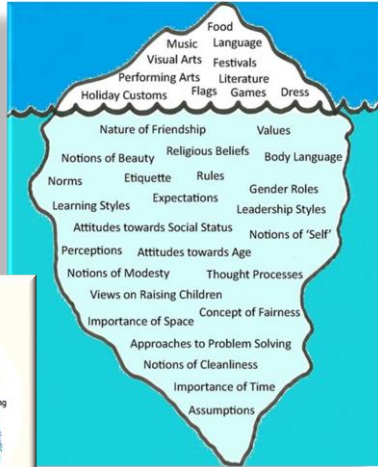 Food
Music Language
Visual Arts Festivals
Performing Arts Literature
Holiday Customs Flags Games Dress
Nature of Friendship Values
Notions of Beauty Religious Beliefs Body Language
Norms Etiquette Rules Gender Roles
Learning Styles Expectations Leadership Styles
Attitudes towards Social Status Notions of 'Self'
Perceptions Attitudes towards Age
Notions of Modesty Thought Processes
Views on Raising Children
Importance of Space Concept of Fairness
Approaches to Problem Solving
Notions of Cleanliness
Importance of Time
Assumptions